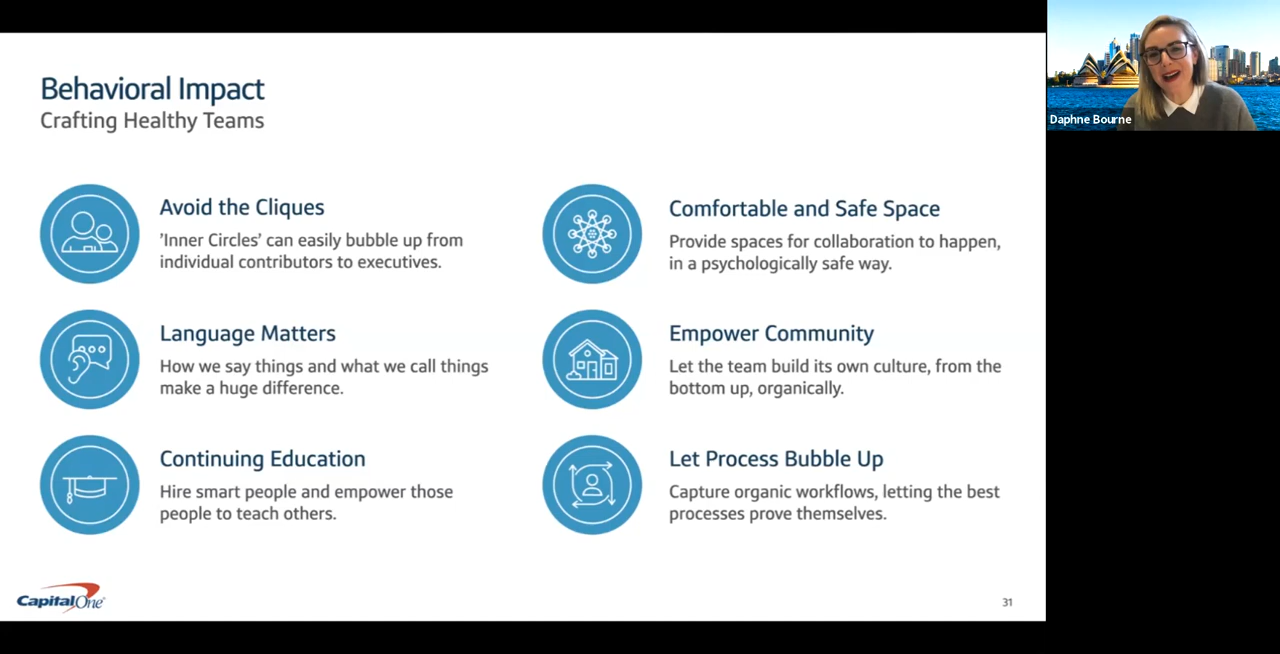 Behavioral Impact
Crafting Healthy Teams
Avoid the Cliques
’Inner Circles’ can easily bubble up from
individual contributors to executives.
Language Matters
How we say things and what we call things
make a huge difference.
Continuing Education
Hire smart people and empower those
people to teach others.
Comfortable and Safe Space
Provide spaces for collaboration to happen,
in a psychologically safe way.
Empower Community
Let the team build its own culture, from the
bottom up, organically.
Let Process Bubble Up
Capture organic workflows, letting the best
processes prove themselves.
Capital One
31
Daphne Bourne